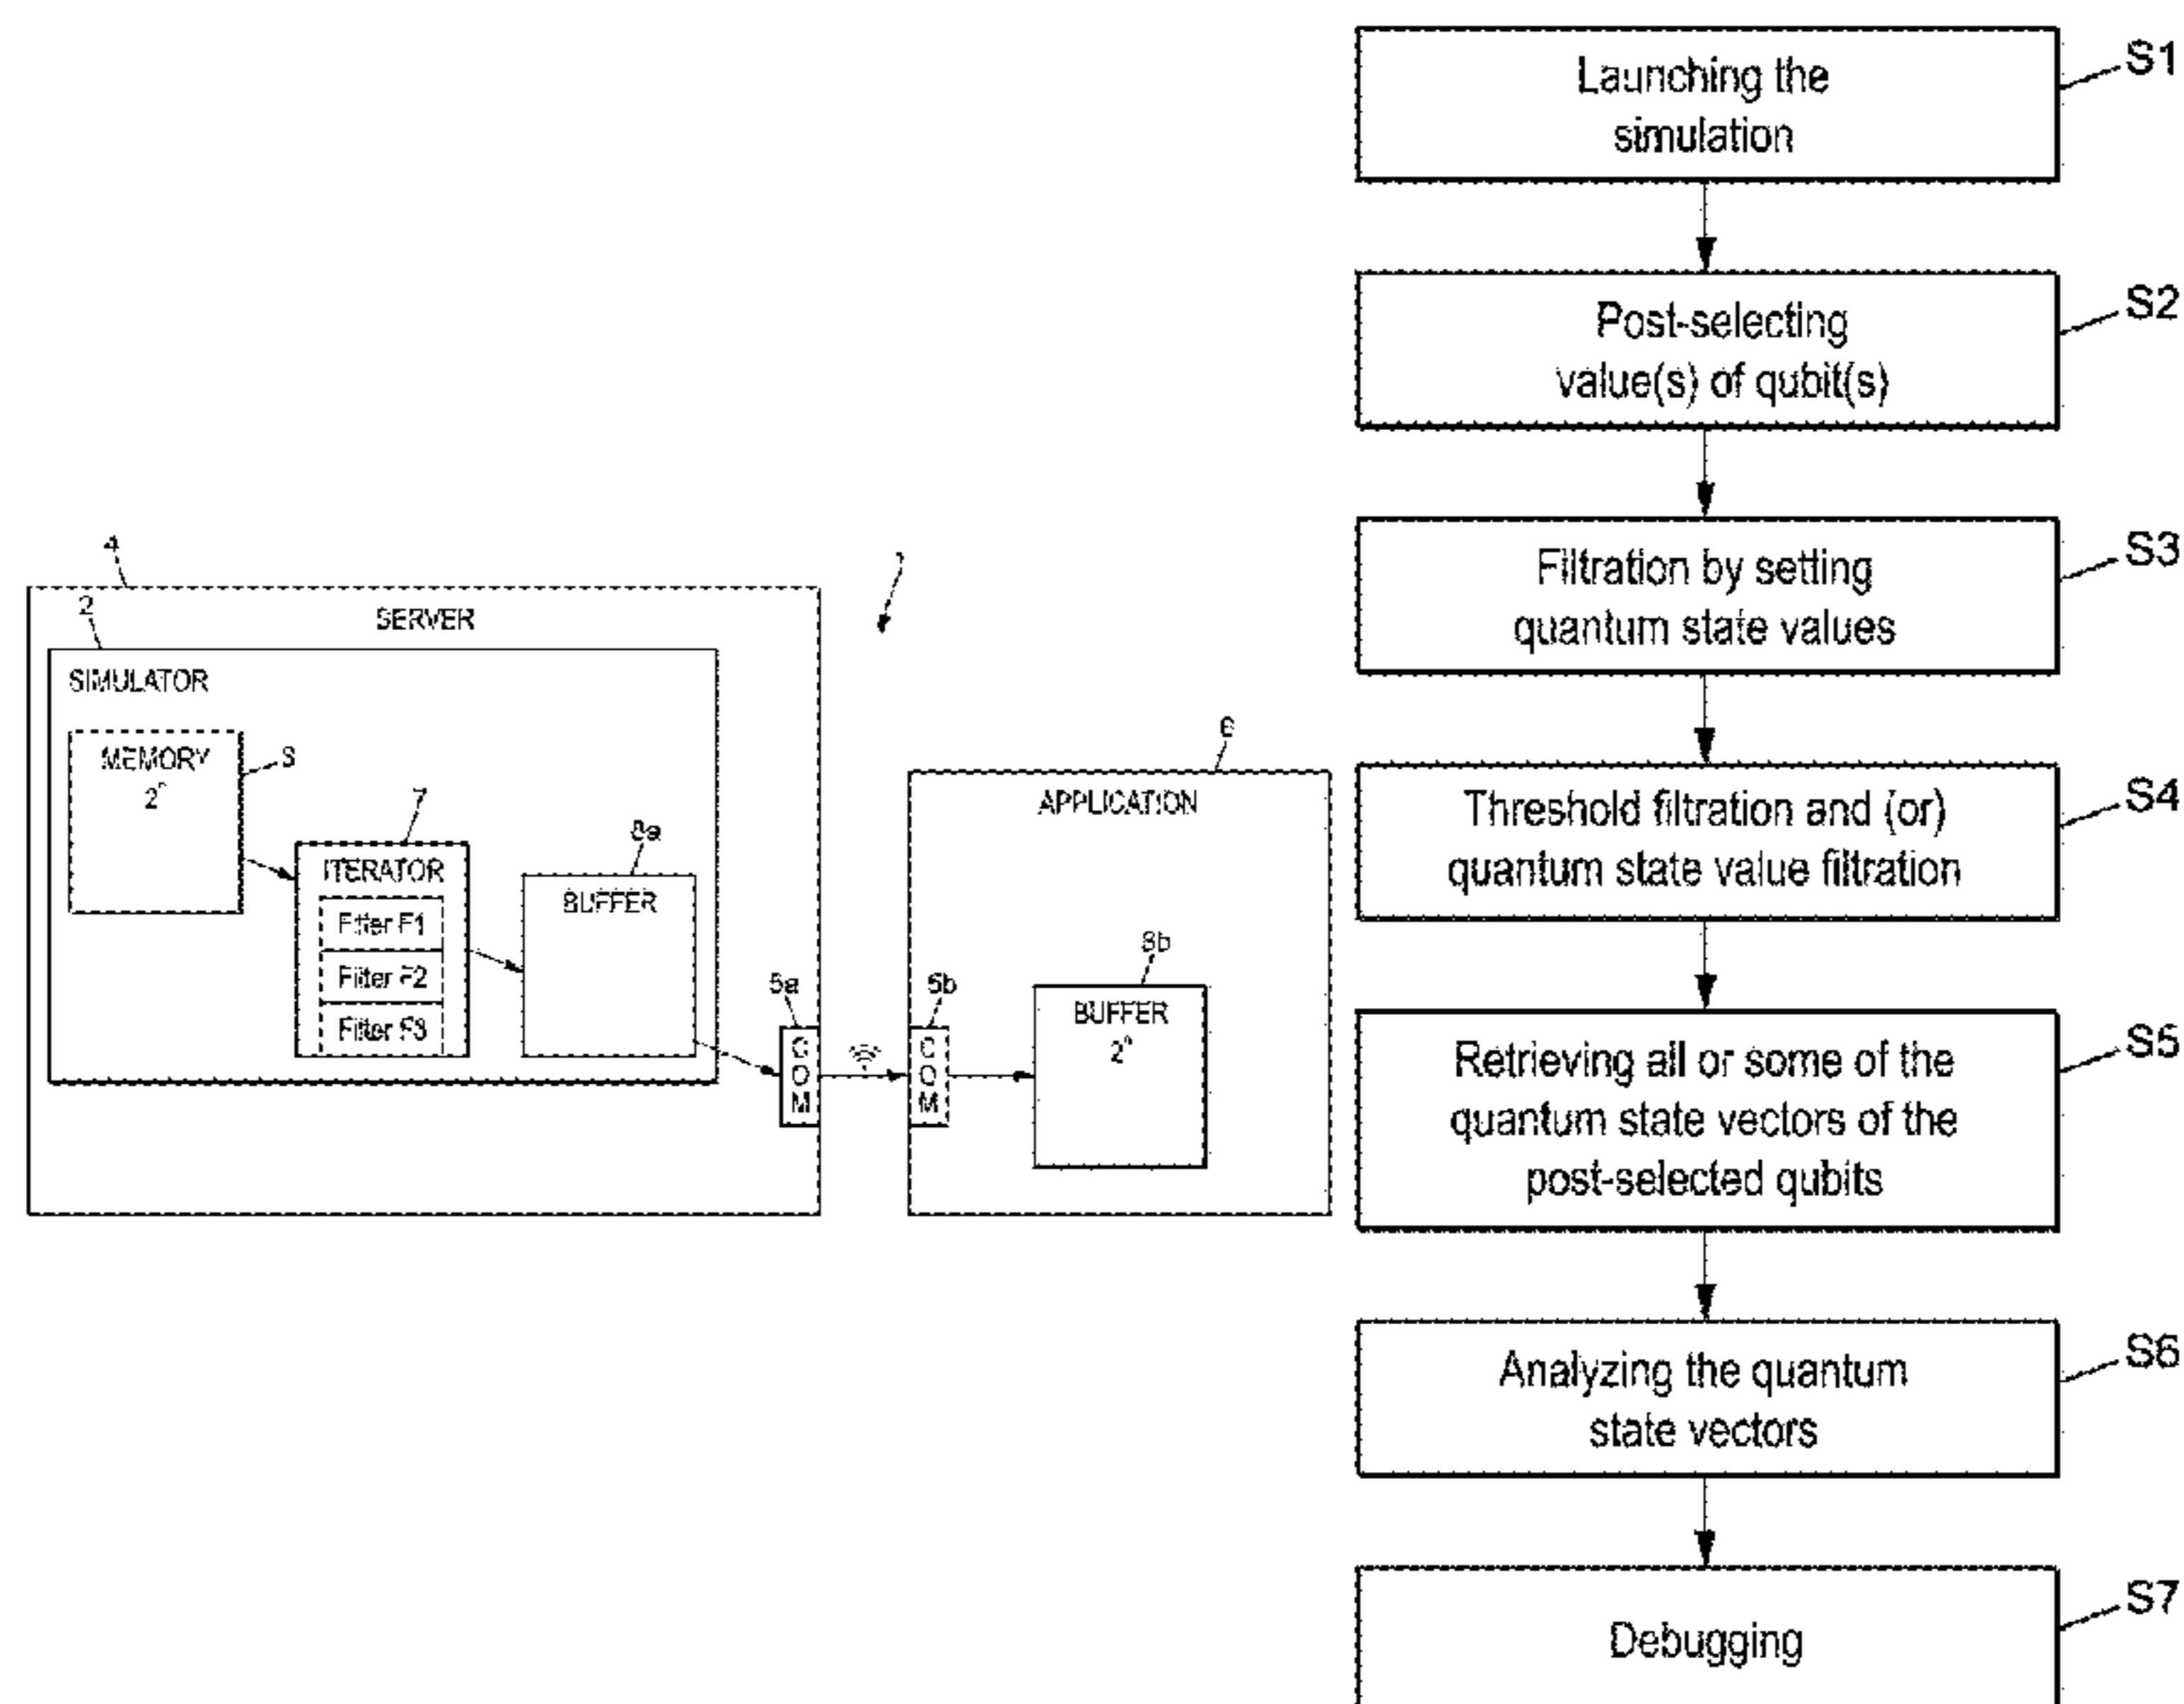 4
SERVER
2
SIMULATOR
MEMORY
2ⁿ
7
ITERATOR
Filter F1
Filter F2
Filter F3
8a
BUFFER
5a
COM
5b
COM
6
APPLICATION
8b
BUFFER
Launching the
simulation
S1
Post-selecting
value(s) of qubit(s)
S2
Filtration by setting
quantum state values
S3
Threshold filtration and (or)
quantum state value filtration
S4
Retrieving all or some of the
quantum state vectors of the
post-selected qubits
S5
Analyzing the quantum
state vectors
S6
Debugging
S7